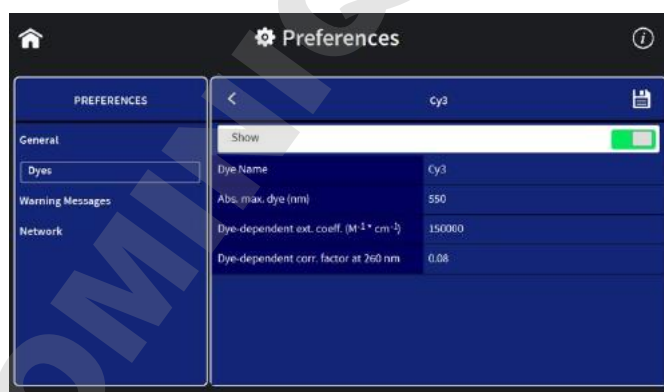 Preferences
PREFERENCES
Cy3
General
Show
Dyes
Dye Name Cy3
Abs. max. dye (nm) 550
Warning Messages
Dye-dependent ext. coeff. (M⁻¹ * cm⁻¹) 150000
Network
Dye-dependent corr. factor at 260 nm 0.08